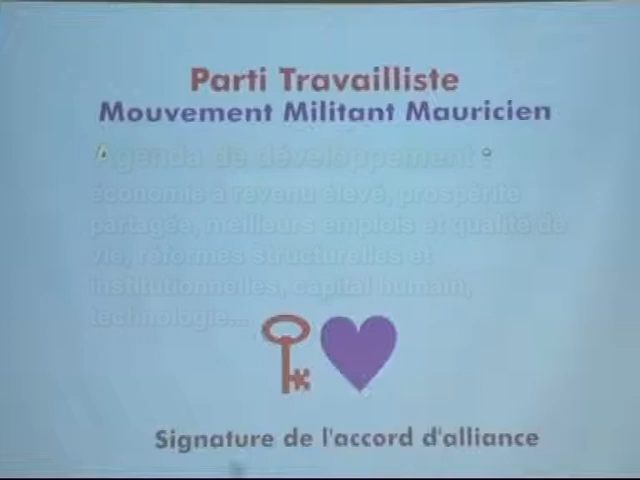 Parti Travailliste
Mouvement Militant Mauricien
Agenda de développement :
économie à revenu élevé, prospérité
partagée, meilleurs emplois et qualité de
vie, réformes structurelles et
institutionnelles, capital humain,
technologie...
Signature de l'accord d'alliance